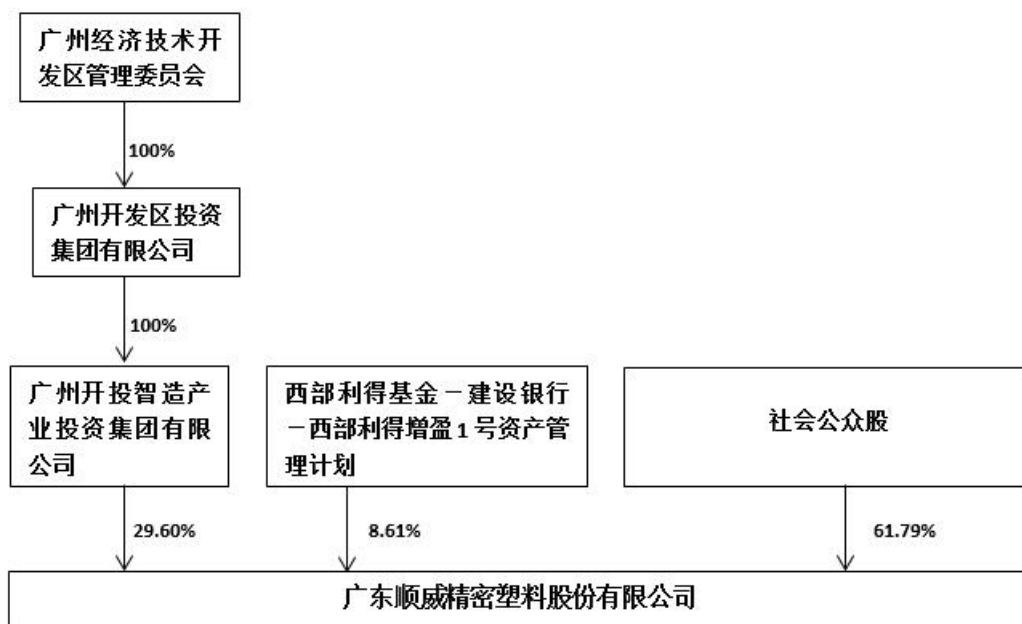 广州经济技术开
发区管理委员会
100%
广州开发区投资
集团有限公司
100%
广州开投智造产
业投资集团有限
公司
西部利得基金－建设银行
－西部利得增盈1号资产管
理计划
社会公众股
29.60%
8.61%
61.79%
广东顺威精密塑料股份有限公司